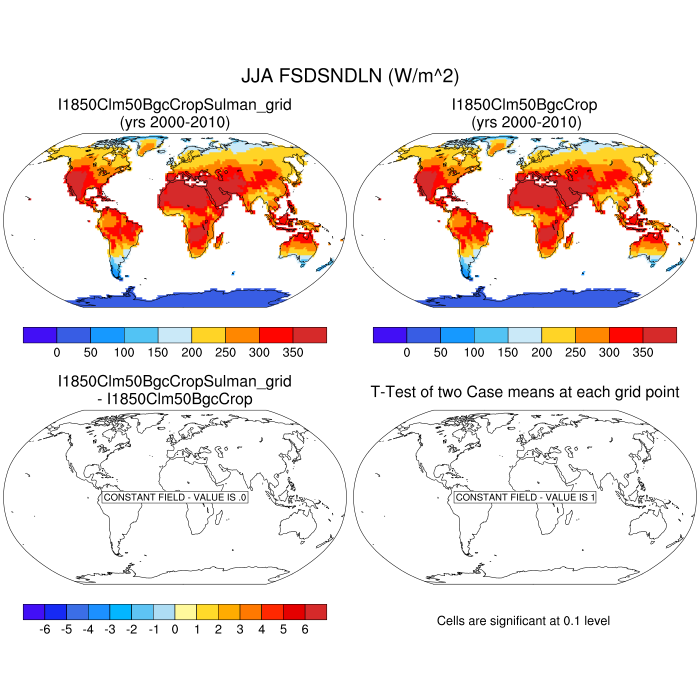 JJA FSDSNDLN (W/m^2)
I1850Clm50BgcCropSulman_grid
(yrs 2000-2010)
I1850Clm50BgcCrop
(yrs 2000-2010)
0 50 100 150 200 250 300 350
0 50 100 150 200 250 300 350
I1850Clm50BgcCropSulman_grid
- I1850Clm50BgcCrop
T-Test of two Case means at each grid point
CONSTANT FIELD - VALUE IS .0
CONSTANT FIELD - VALUE IS 1
-6 -5 -4 -3 -2 -1 0 1 2 3 4 5 6
Cells are significant at 0.1 level